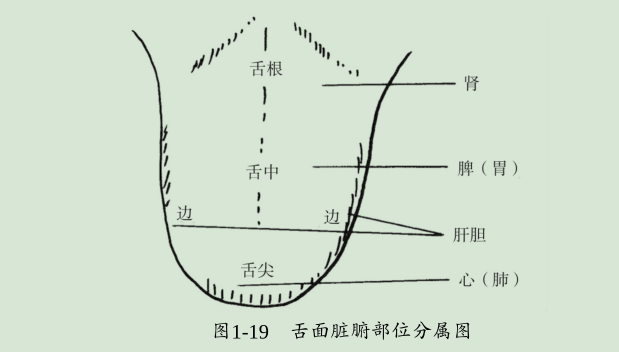 舌根
肾
舌中
脾（胃）
边
边
肝胆
舌尖
心（肺）
图1-19 舌面脏腑部位分属图